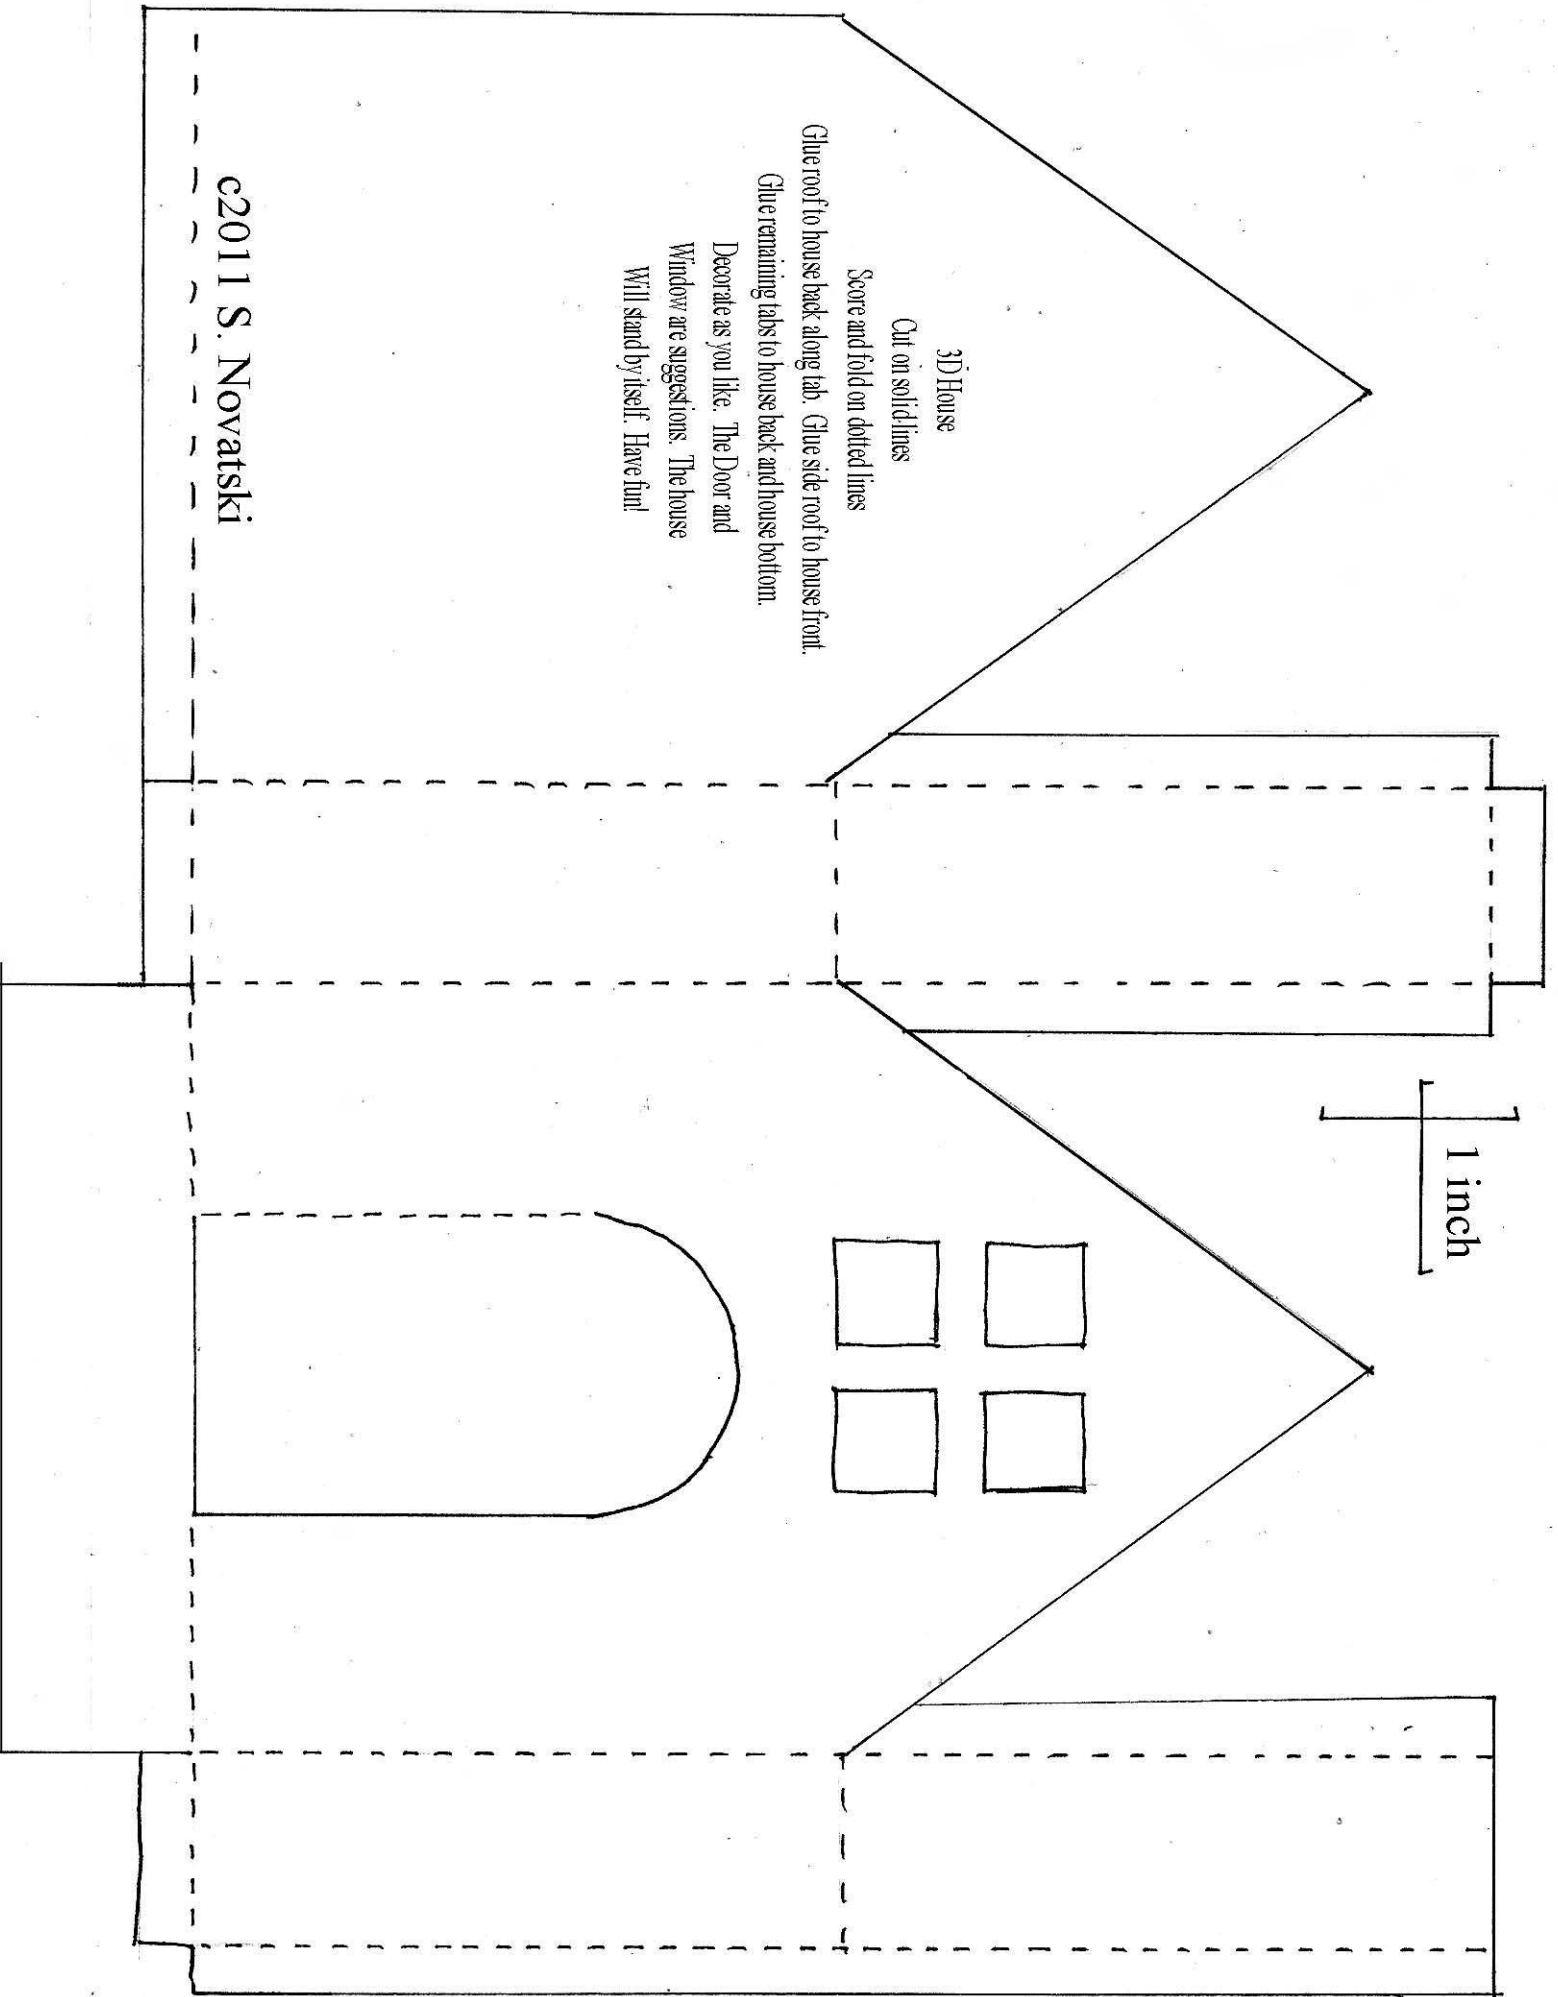 3D House
Cut on solid lines
Score and fold on dotted lines
Glue roof to house back along tab. Glue side roof to house front.
Glue remaining tabs to house back and house bottom.
Decorate as you like. The Door and
Window are suggestions. The house
Will stand by itself. Have fun!
c2011 S. Novatski
1 inch